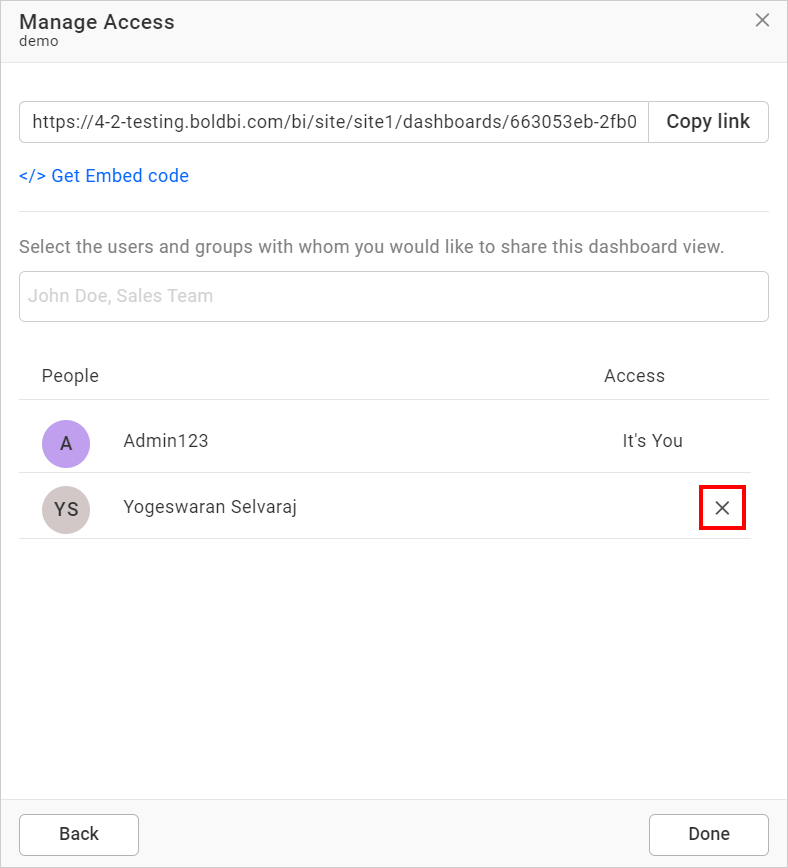 Manage Access
demo
https://4-2-testing.boldbi.com/bi/site/site1/dashboards/663053eb-2fb0
Copy link
</> Get Embed code
Select the users and groups with whom you would like to share this dashboard view.
John Doe, Sales Team
People Access
A Admin123 It's You
YS Yogeswaran Selvaraj
Back Done